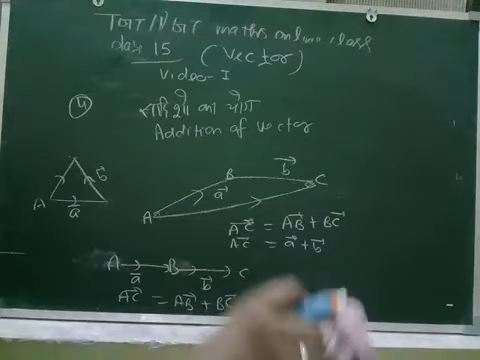 TGT/PGT maths online class
day 15 (Vector)
Video-I
4 सदिशो का योग
Addition of vector
A a⃗ b⃗
A B C a⃗ b⃗
AC⃗ = AB⃗ + BC⃗
AC⃗ = a⃗ + b⃗
A B C
a⃗ b⃗
AC⃗ = AB⃗ + BC⃗